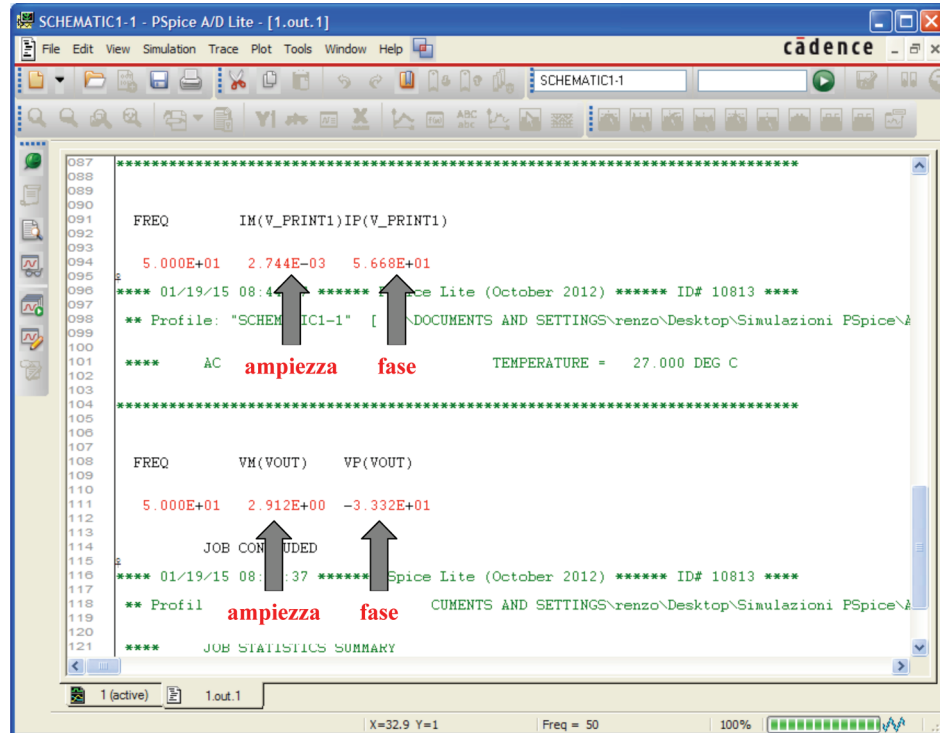 SCHEMATIC1-1 - PSpice A/D Lite - [1.out.1]
File Edit View Simulation Trace Plot Tools Window Help
cādence
SCHEMATIC1-1
087 ******************************************************************************
088
089
090
091 FREQ IM(V_PRINT1)IP(V_PRINT1)
092
093
094 5.000E+01 2.744E-03 5.668E+01
095
096 **** 01/19/15 08:4 ****** Lite (October 2012) ****** ID# 10813 ****
097
098 ** Profile: "SCHEM IC1-1" [ \DOCUMENTS AND SETTINGS\renzo\Desktop\Simulazioni PSpice\A
099
100
101 **** AC TEMPERATURE = 27.000 DEG C
102
ampiezza fase
103
104 ******************************************************************************
105
106
107
108 FREQ VM(VOUT) VP(VOUT)
109
110
111 5.000E+01 2.912E+00 -3.332E+01
112
113
114 JOB CON UDED
115
116 **** 01/19/15 08: :37 ****** Spice Lite (October 2012) ****** ID# 10813 ****
117
118 ** Profil CUMENTS AND SETTINGS\renzo\Desktop\Simulazioni PSpice\A
ampiezza fase
119
120
121 **** JOB STATISTICS SUMMARY
1 (active) 1.out.1
X=32.9 Y=1 Freq = 50 100%